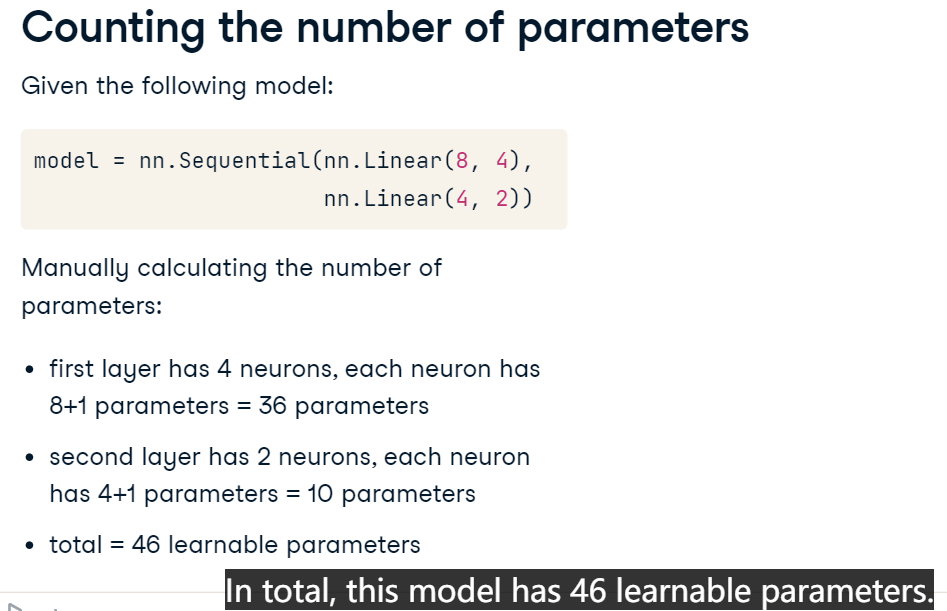 Counting the number of parameters
Given the following model:
model = nn.Sequential(nn.Linear(8, 4),
nn.Linear(4, 2))
Manually calculating the number of
parameters:
• first layer has 4 neurons, each neuron has
8+1 parameters = 36 parameters
• second layer has 2 neurons, each neuron
has 4+1 parameters = 10 parameters
• total = 46 learnable parameters
In total, this model has 46 learnable parameters.